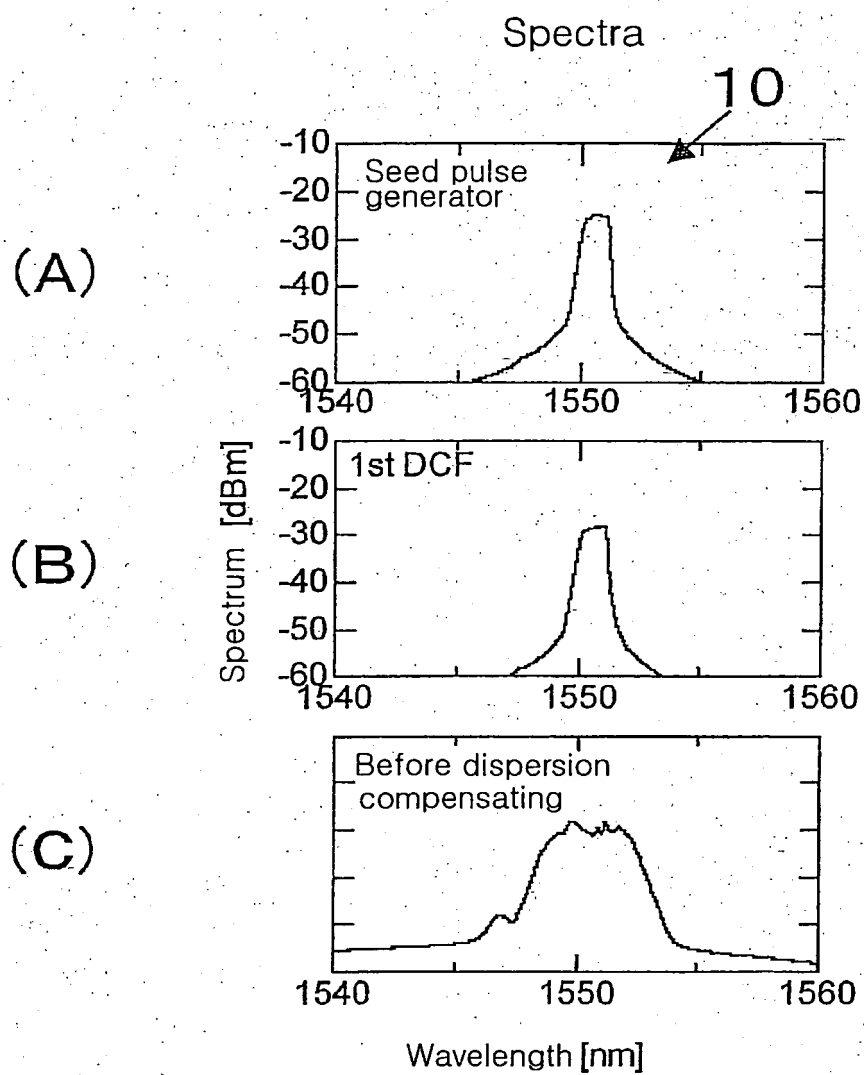 Spectra
10
(A)
Seed pulse
generator
-10
-20
-30
-40
-50
-60
1540
1550
1560
(B)
Spectrum [dBm]
1st DCF
-10
-20
-30
-40
-50
-60
1540
1550
1560
(C)
Before dispersion
compensating
1540
1550
1560
Wavelength [nm]